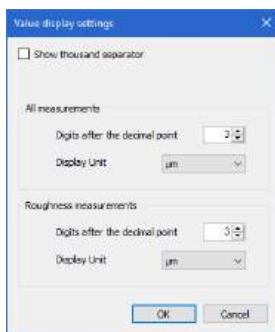 Value display settings
Show thousand separator
All measurements
Digits after the decimal point 3
Display Unit µm
Roughness measurements
Digits after the decimal point 3
Display Unit µm
OK Cancel